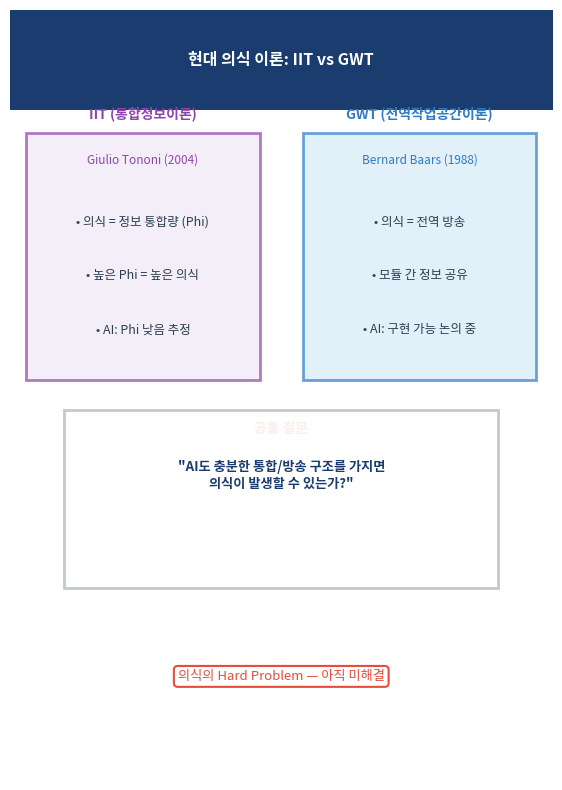 현대 의식 이론: IIT vs GWT
IIT (통합정보이론)
Giulio Tononi (2004)
• 의식 = 정보 통합량 (Phi)
• 높은 Phi = 높은 의식
• AI: Phi 낮음 추정
GWT (전역작업공간이론)
Bernard Baars (1988)
• 의식 = 전역 방송
• 모듈 간 정보 공유
• AI: 구현 가능 논의 중
공통 질문
"AI도 충분한 통합/방송 구조를 가지면
의식이 발생할 수 있는가?"
의식의 Hard Problem — 아직 미해결